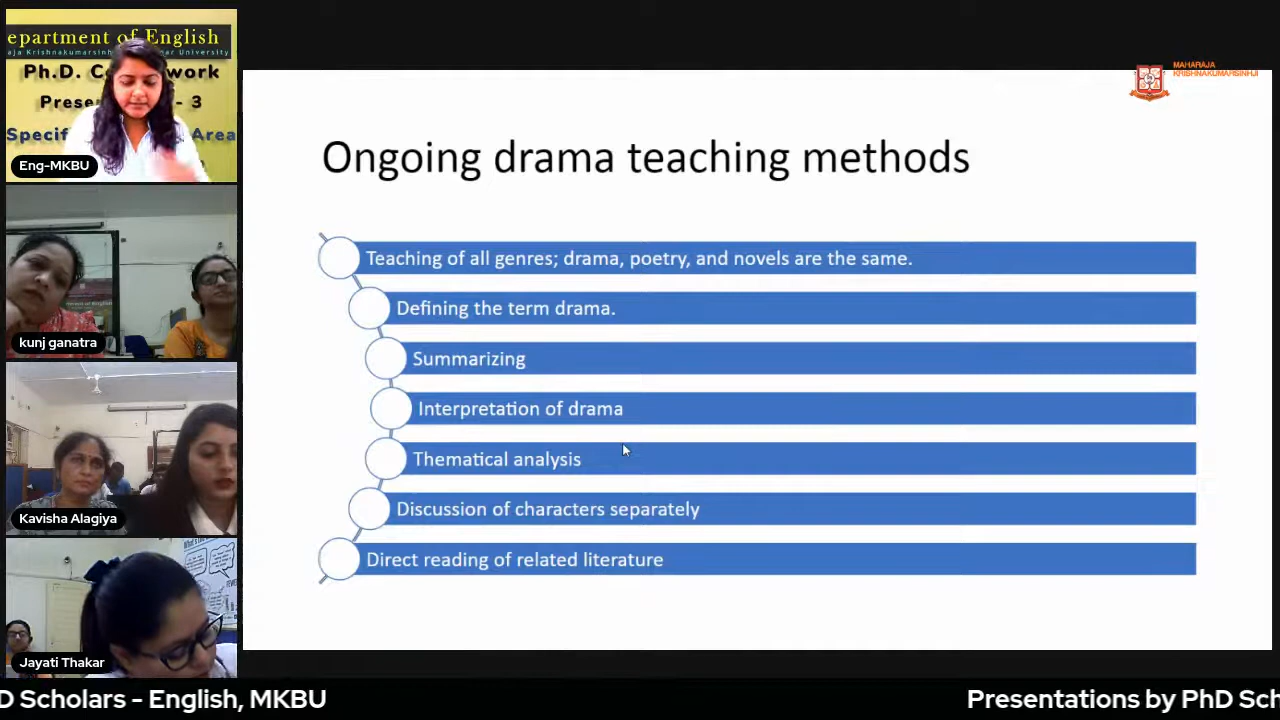 epartment of English
Ph.D. C work
Prese - 3
Specif Area
Eng-MKBU
kunj ganatra
Kavisha Alagiya
Jayati Thakar
MAHARAJA
KRISHNAKUMARSINHJI
Ongoing drama teaching methods
Teaching of all genres; drama, poetry, and novels are the same.
Defining the term drama.
Summarizing
Interpretation of drama
Thematical analysis
Discussion of characters separately
Direct reading of related literature
D Scholars - English, MKBU
Presentations by PhD Sch